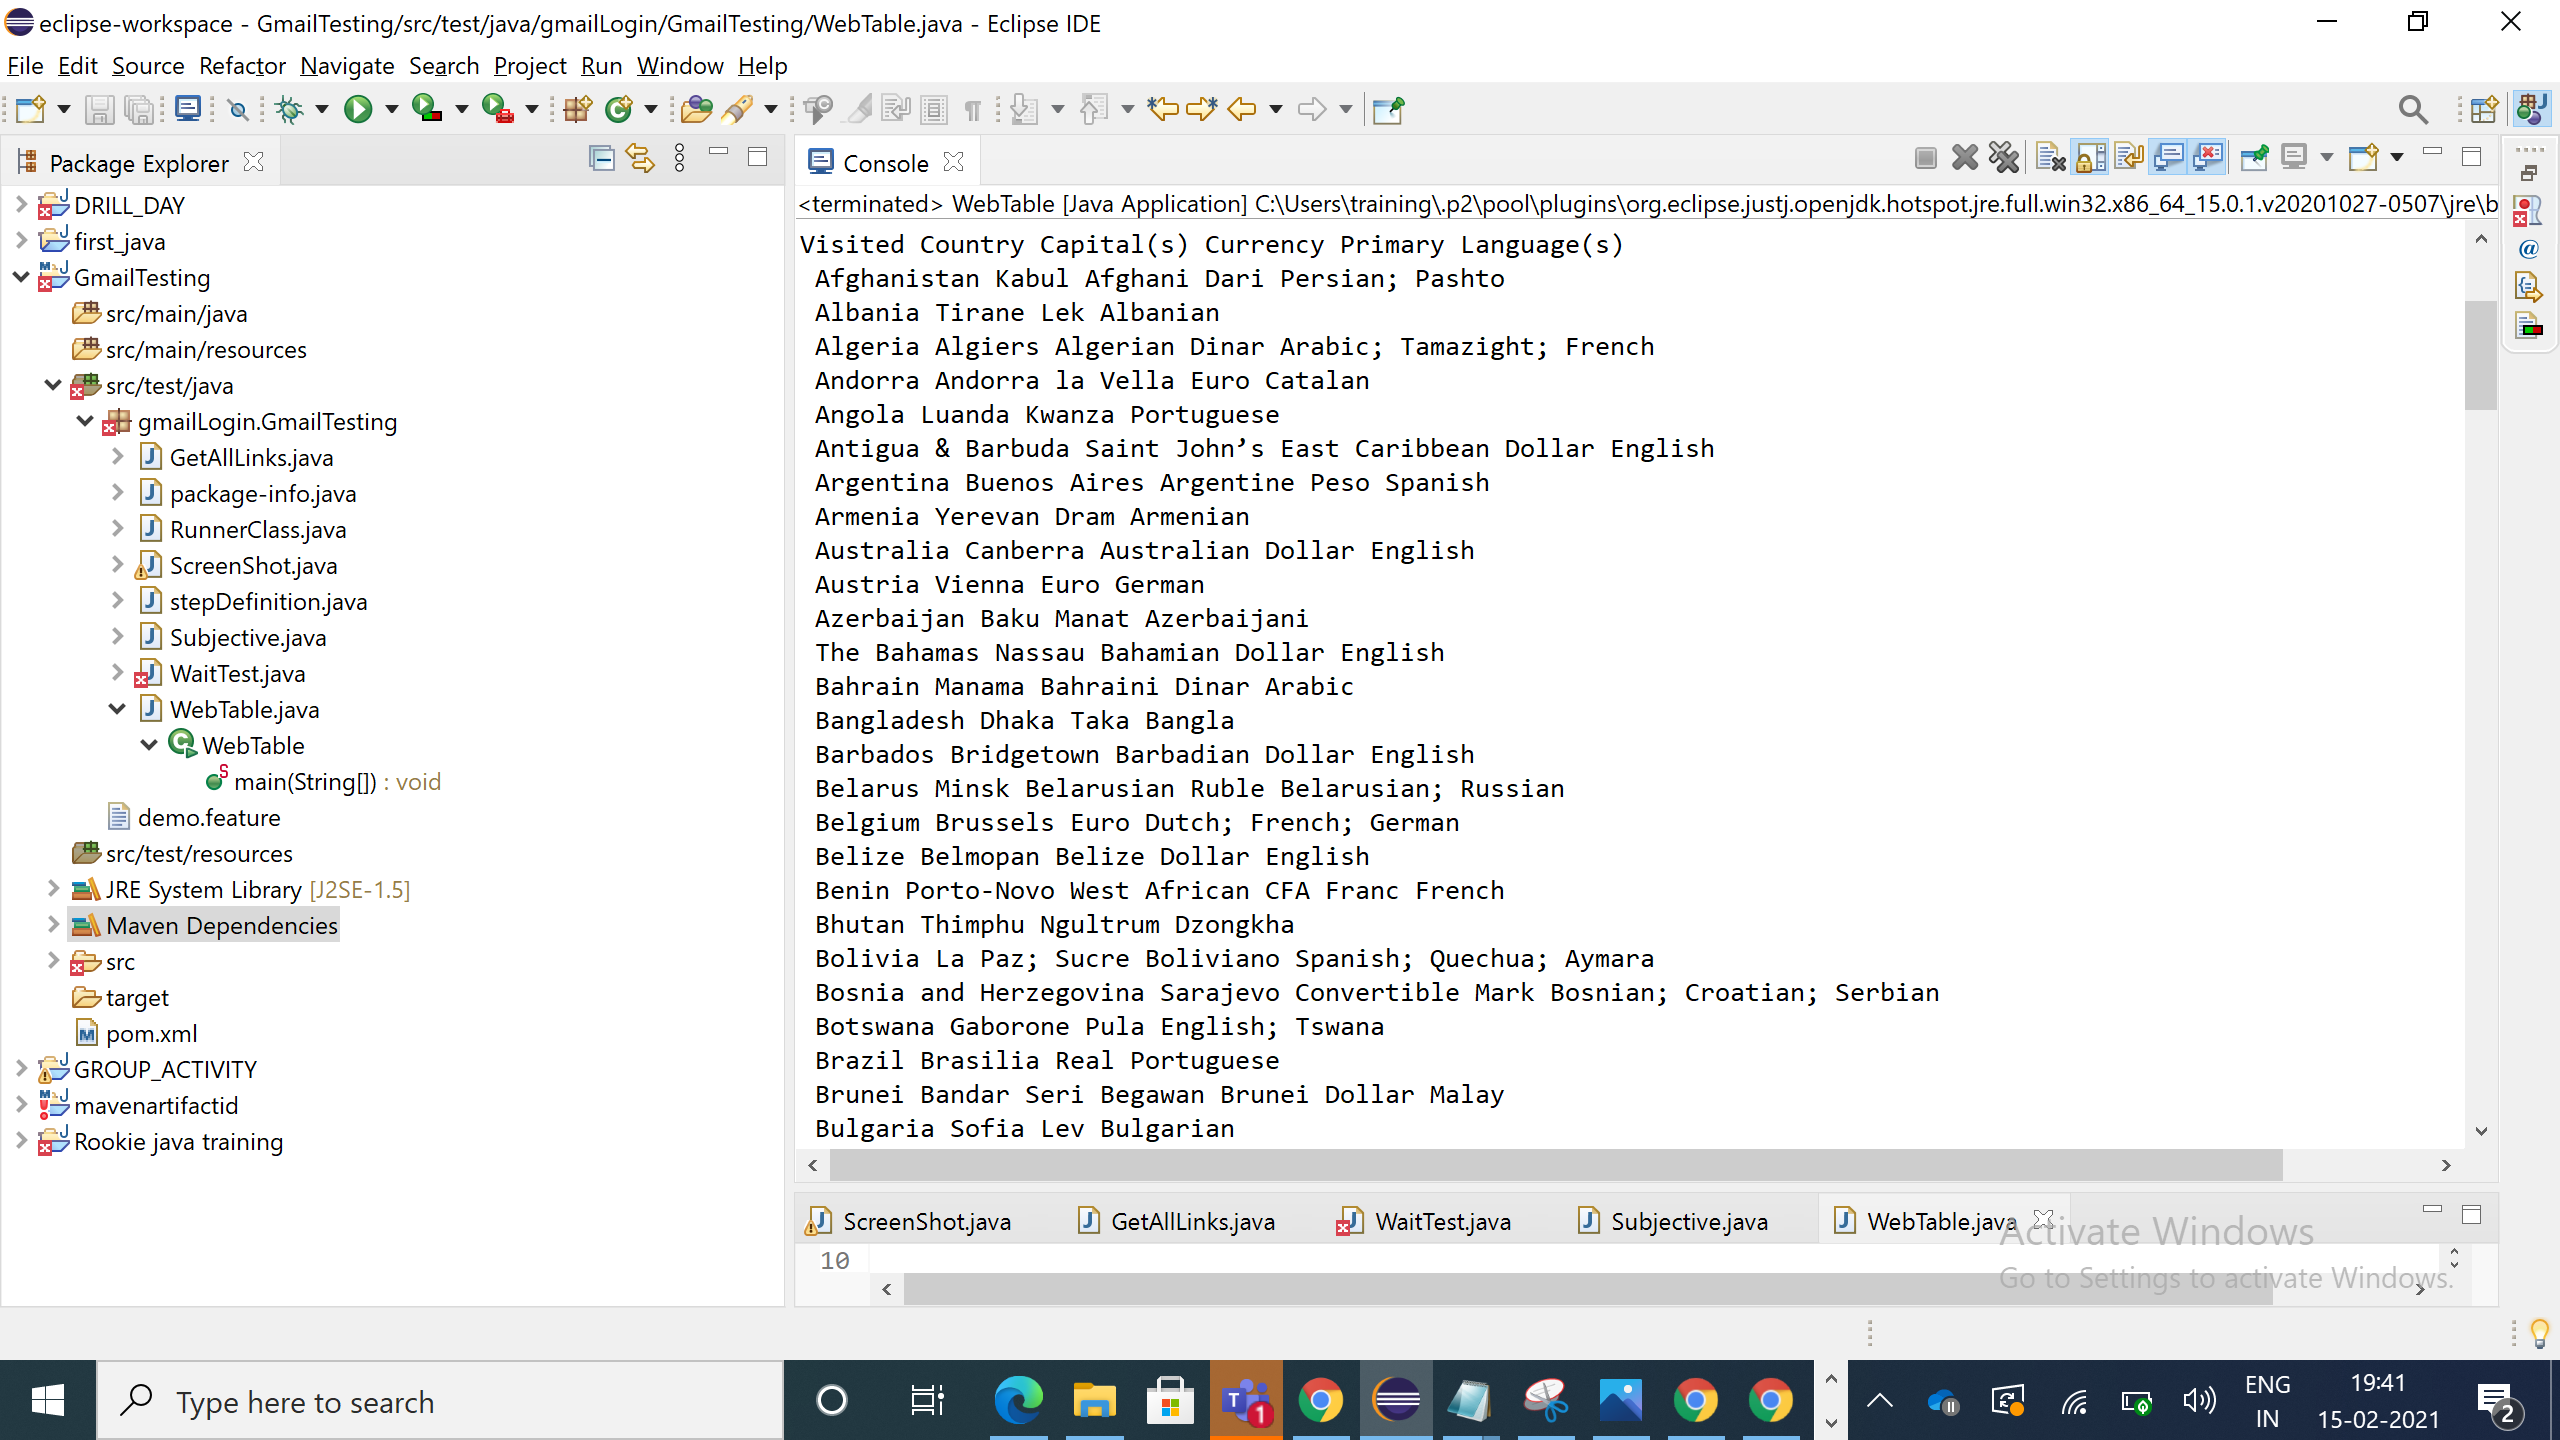 eclipse-workspace - GmailTesting/src/test/java/gmailLogin/GmailTesting/WebTable.java - Eclipse IDE
File Edit Source Refactor Navigate Search Project Run Window Help
Package Explorer
DRILL_DAY
first_java
GmailTesting
src/main/java
src/main/resources
src/test/java
gmailLogin.GmailTesting
GetAllLinks.java
package-info.java
RunnerClass.java
ScreenShot.java
stepDefinition.java
Subjective.java
WaitTest.java
WebTable.java
WebTable
main(String[]) : void
demo.feature
src/test/resources
JRE System Library [J2SE-1.5]
Maven Dependencies
src
target
pom.xml
GROUP_ACTIVITY
mavenartifactid
Rookie java training
Console
<terminated> WebTable [Java Application] C:\Users\training\.p2\pool\plugins\org.eclipse.justj.openjdk.hotspot.jre.full.win32.x86_64_15.0.1.v20201027-0507\jre\b
Visited Country Capital(s) Currency Primary Language(s)
Afghanistan Kabul Afghani Dari Persian; Pashto
Albania Tirane Lek Albanian
Algeria Algiers Algerian Dinar Arabic; Tamazight; French
Andorra Andorra la Vella Euro Catalan
Angola Luanda Kwanza Portuguese
Antigua & Barbuda Saint John’s East Caribbean Dollar English
Argentina Buenos Aires Argentine Peso Spanish
Armenia Yerevan Dram Armenian
Australia Canberra Australian Dollar English
Austria Vienna Euro German
Azerbaijan Baku Manat Azerbaijani
The Bahamas Nassau Bahamian Dollar English
Bahrain Manama Bahraini Dinar Arabic
Bangladesh Dhaka Taka Bangla
Barbados Bridgetown Barbadian Dollar English
Belarus Minsk Belarusian Ruble Belarusian; Russian
Belgium Brussels Euro Dutch; French; German
Belize Belmopan Belize Dollar English
Benin Porto-Novo West African CFA Franc French
Bhutan Thimphu Ngultrum Dzongkha
Bolivia La Paz; Sucre Boliviano Spanish; Quechua; Aymara
Bosnia and Herzegovina Sarajevo Convertible Mark Bosnian; Croatian; Serbian
Botswana Gaborone Pula English; Tswana
Brazil Brasilia Real Portuguese
Brunei Bandar Seri Begawan Brunei Dollar Malay
Bulgaria Sofia Lev Bulgarian
ScreenShot.java GetAllLinks.java WaitTest.java Subjective.java WebTable.java
10
Activate Windows
Go to Settings to activate Windows.
Type here to search
1
ENG
IN
19:41
15-02-2021
2